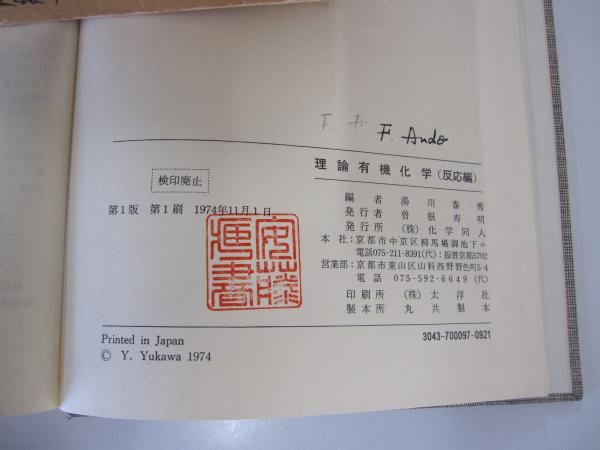 F. A.
F. Ando
理論有機化学(反応編)
検印廃止
第1版 第1刷 1974年11月1日
編者 湯川泰秀
発行者 曽根寿明
発行所 (株)化学同人
本社:京都市中京区柳馬場御池下ル
電話075-211-8391(代):振替京都5702
営業部:京都市東山区山科西野野色町5-4
電話 075-592-6649(代)
印刷所 (株)太洋社
製本所 丸共製本
安藤
書
3043-700097-0921
Printed in Japan
© Y. Yukawa 1974